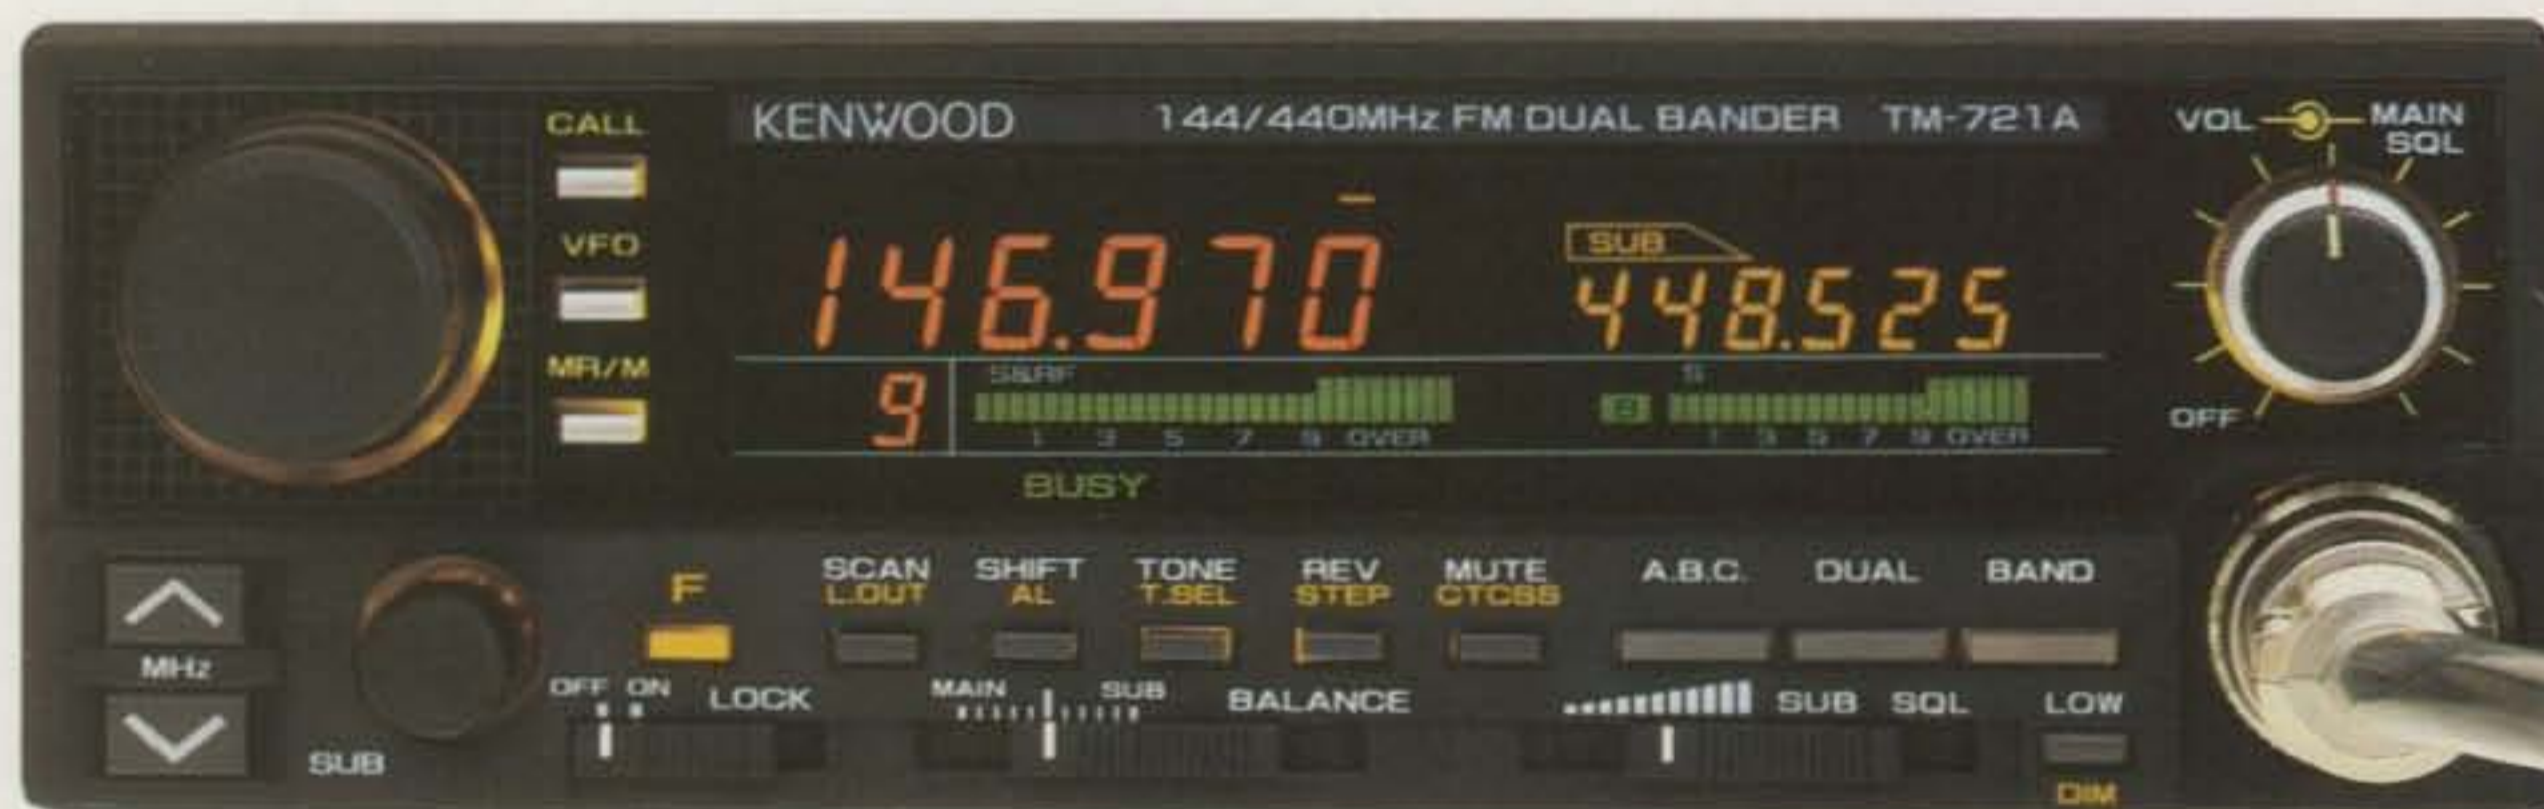 CALL
KENWOOD 144/440MHz FM DUAL BANDER TM-721A
VOL MAIN
SQL
VFO
–
146.970
SUB
448.525
MR/M
9
S&RF
1 3 5 7 9 OVER
S
1 3 5 7 9 OVER
OFF
BUSY
MHz
SUB
F
SCAN SHIFT TONE REV MUTE A.B.C. DUAL BAND
L.OUT AL T.SEL STEP CTCSS
OFF ON LOCK
MAIN SUB BALANCE
SUB SQL
LOW
DIM